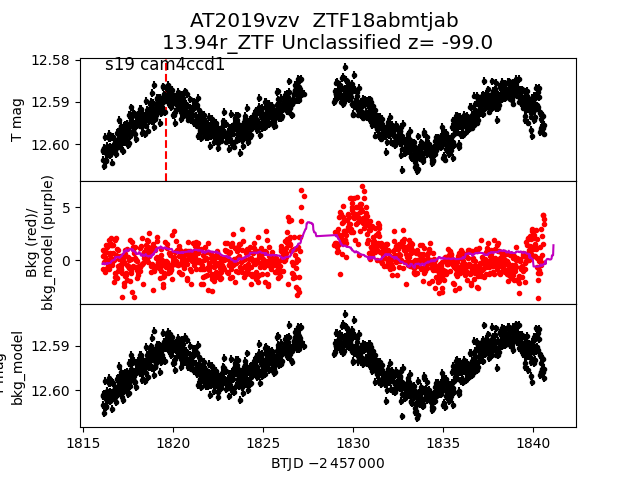 AT2019vzv  ZTF18abmtjab
13.94r_ZTF Unclassified z= -99.0
s19 cam4ccd1
12.58
12.59
12.60
T mag
5
0
Bkg (red)/
bkg_model (purple)
12.59
12.60
mag
bkg_model
1815
1820
1825
1830
1835
1840
BTJD −2 457 000